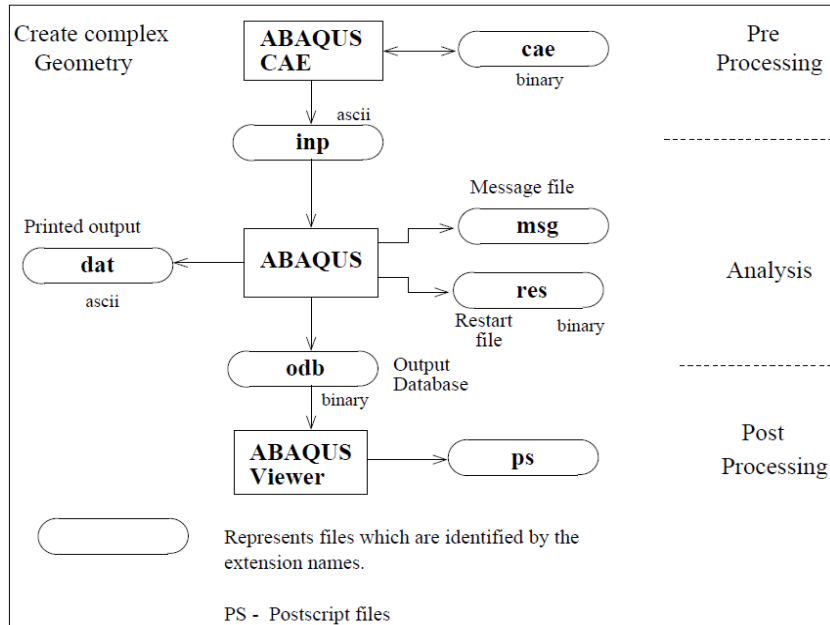 Create complex
Geometry
ABAQUS
CAE
cae
binary
Pre
Processing
ascii
inp
Message file
msg
Printed output
dat
ascii
ABAQUS
res
Restart
file
binary
Analysis
odb
binary
Output
Database
ABAQUS
Viewer
ps
Post
Processing
Represents files which are identified by the
extension names.
PS - Postscript files